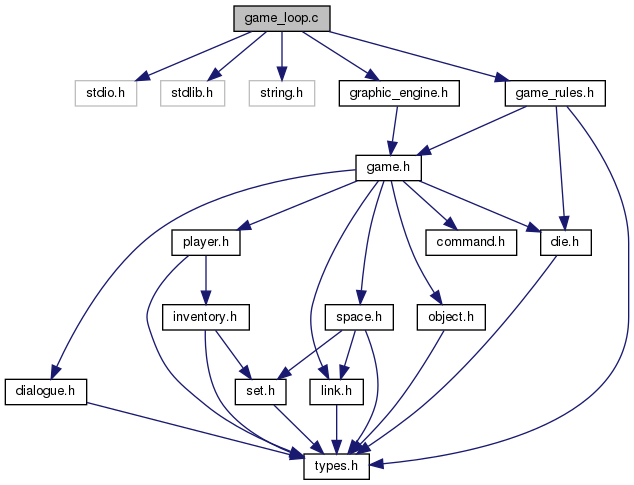 game_loop.c
stdio.h
stdlib.h
string.h
graphic_engine.h
game_rules.h
game.h
player.h
command.h
die.h
inventory.h
space.h
object.h
dialogue.h
set.h
link.h
types.h